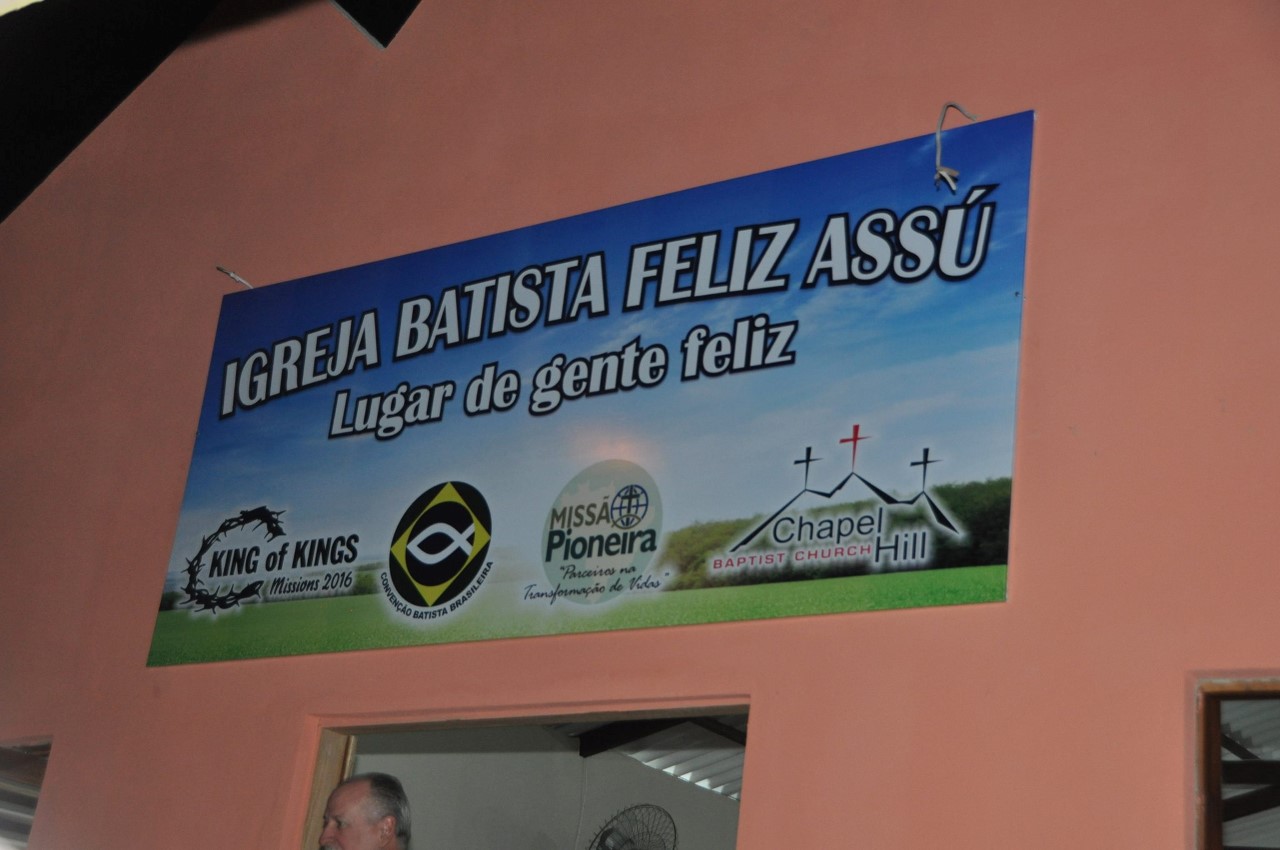 IGREJA BATISTA FELIZ ASSÚ
Lugar de gente feliz
KING of KINGS
Missions 2016
CONVENÇÃO BATISTA BRASILEIRA
MISSÃO
Pioneira
"Parceiros na
Transformação de Vidas"
Chapel
Hill
BAPTIST CHURCH